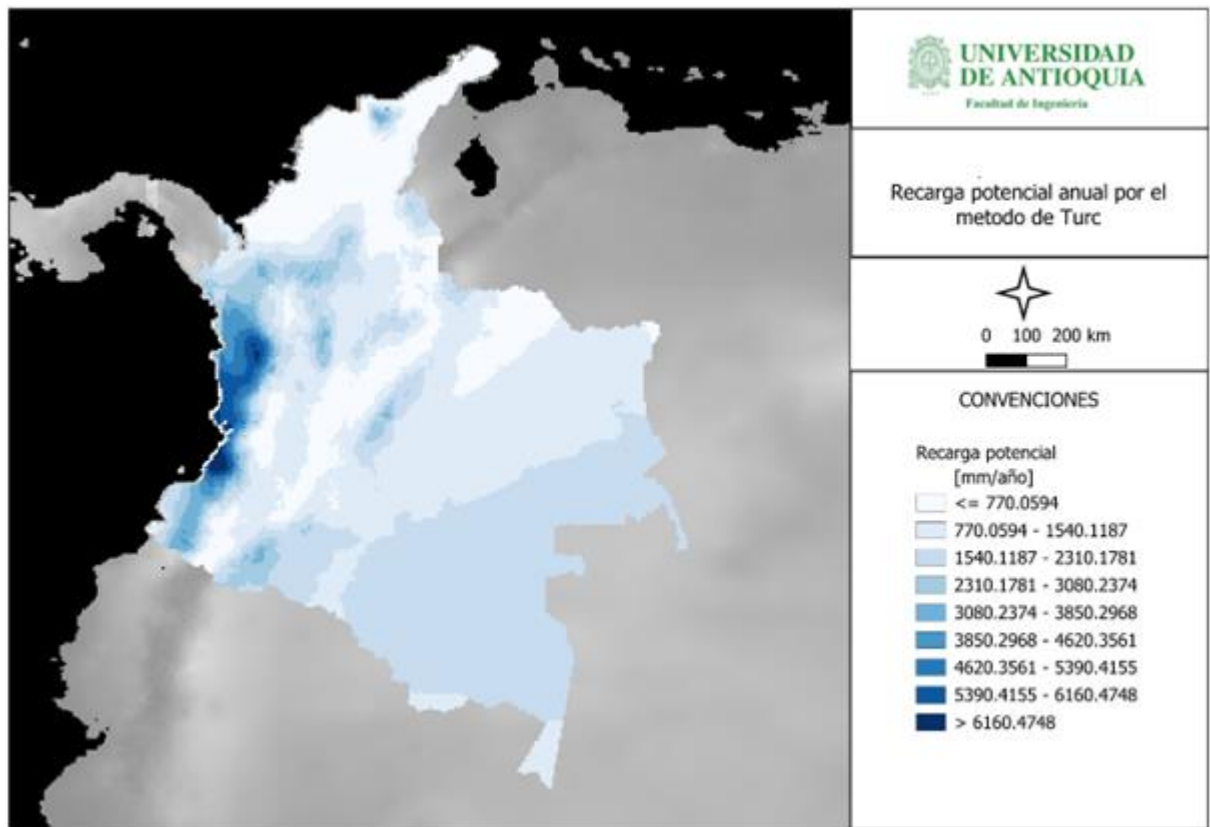 UNIVERSIDAD
DE ANTIOQUIA
Facultad de Ingeniería
Recarga potencial anual por el
metodo de Turc
0 100 200 km
CONVENCIONES
Recarga potencial
[mm/año]
<= 770.0594
770.0594 - 1540.1187
1540.1187 - 2310.1781
2310.1781 - 3080.2374
3080.2374 - 3850.2968
3850.2968 - 4620.3561
4620.3561 - 5390.4155
5390.4155 - 6160.4748
> 6160.4748